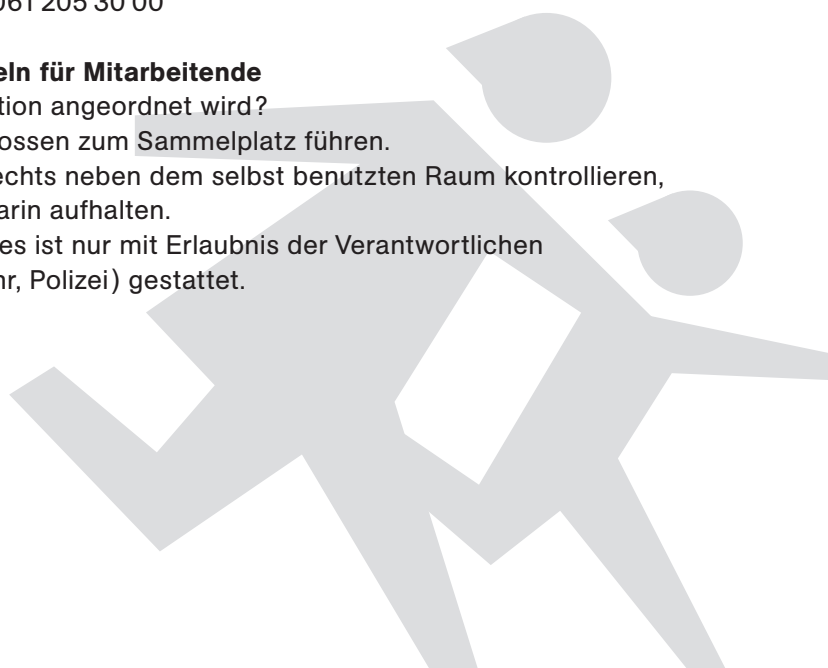 061 205 30 00
eln für Mitarbeitende
tion angeordnet wird?
ossen zum Sammelplatz führen.
echts neben dem selbst benutzten Raum kontrollieren,
arin aufhalten.
es ist nur mit Erlaubnis der Verantwortlichen
hr, Polizei) gestattet.